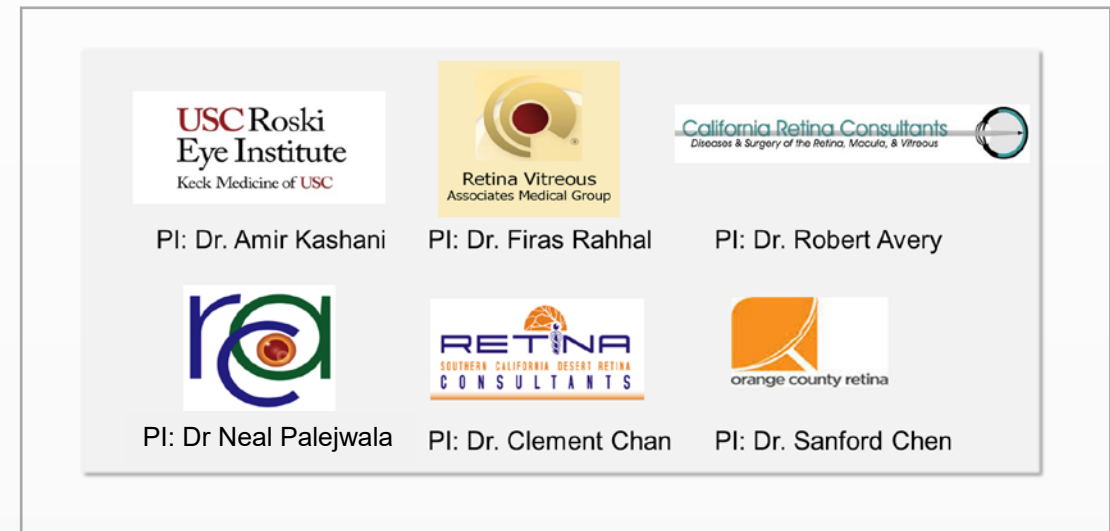 USC Roski
Eye Institute
Keck Medicine of USC
Retina Vitreous
Associates Medical Group
California Retina Consultants
Diseases & Surgery of the Retina, Macula, & Vitreous
PI: Dr. Amir Kashani
PI: Dr. Firas Rahhal
PI: Dr. Robert Avery
rca
RETINA
SOUTHERN CALIFORNIA DESERT RETINA
CONSULTANTS
orange county retina
PI: Dr Neal Palejwala
PI: Dr. Clement Chan
PI: Dr. Sanford Chen